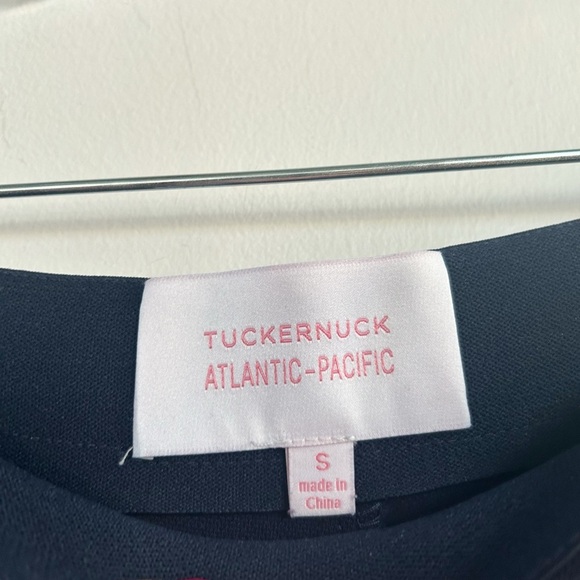 TUCKERNUCK
ATLANTIC-PACIFIC
S
made in
China